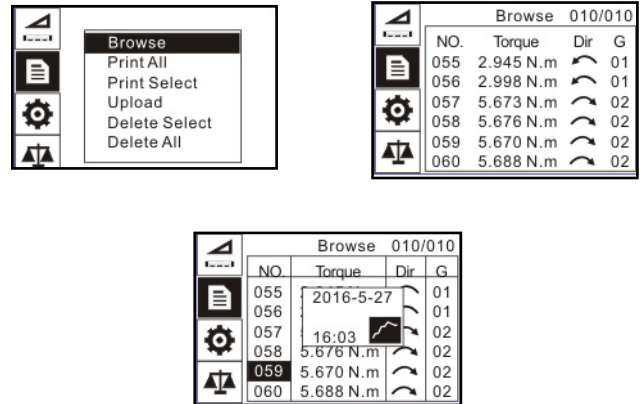 Browse
Print All
Print Select
Upload
Delete Select
Delete All
Browse 010/010
NO. Torque Dir G
055 2.945 N.m 01
056 2.998 N.m 01
057 5.673 N.m 02
058 5.676 N.m 02
059 5.670 N.m 02
060 5.688 N.m 02
Browse 010/010
NO. Torque Dir G
055 01
2016-5-27
056 01
057 02
16:03
058 5.676 N.m 02
059 5.670 N.m 02
060 5.688 N.m 02